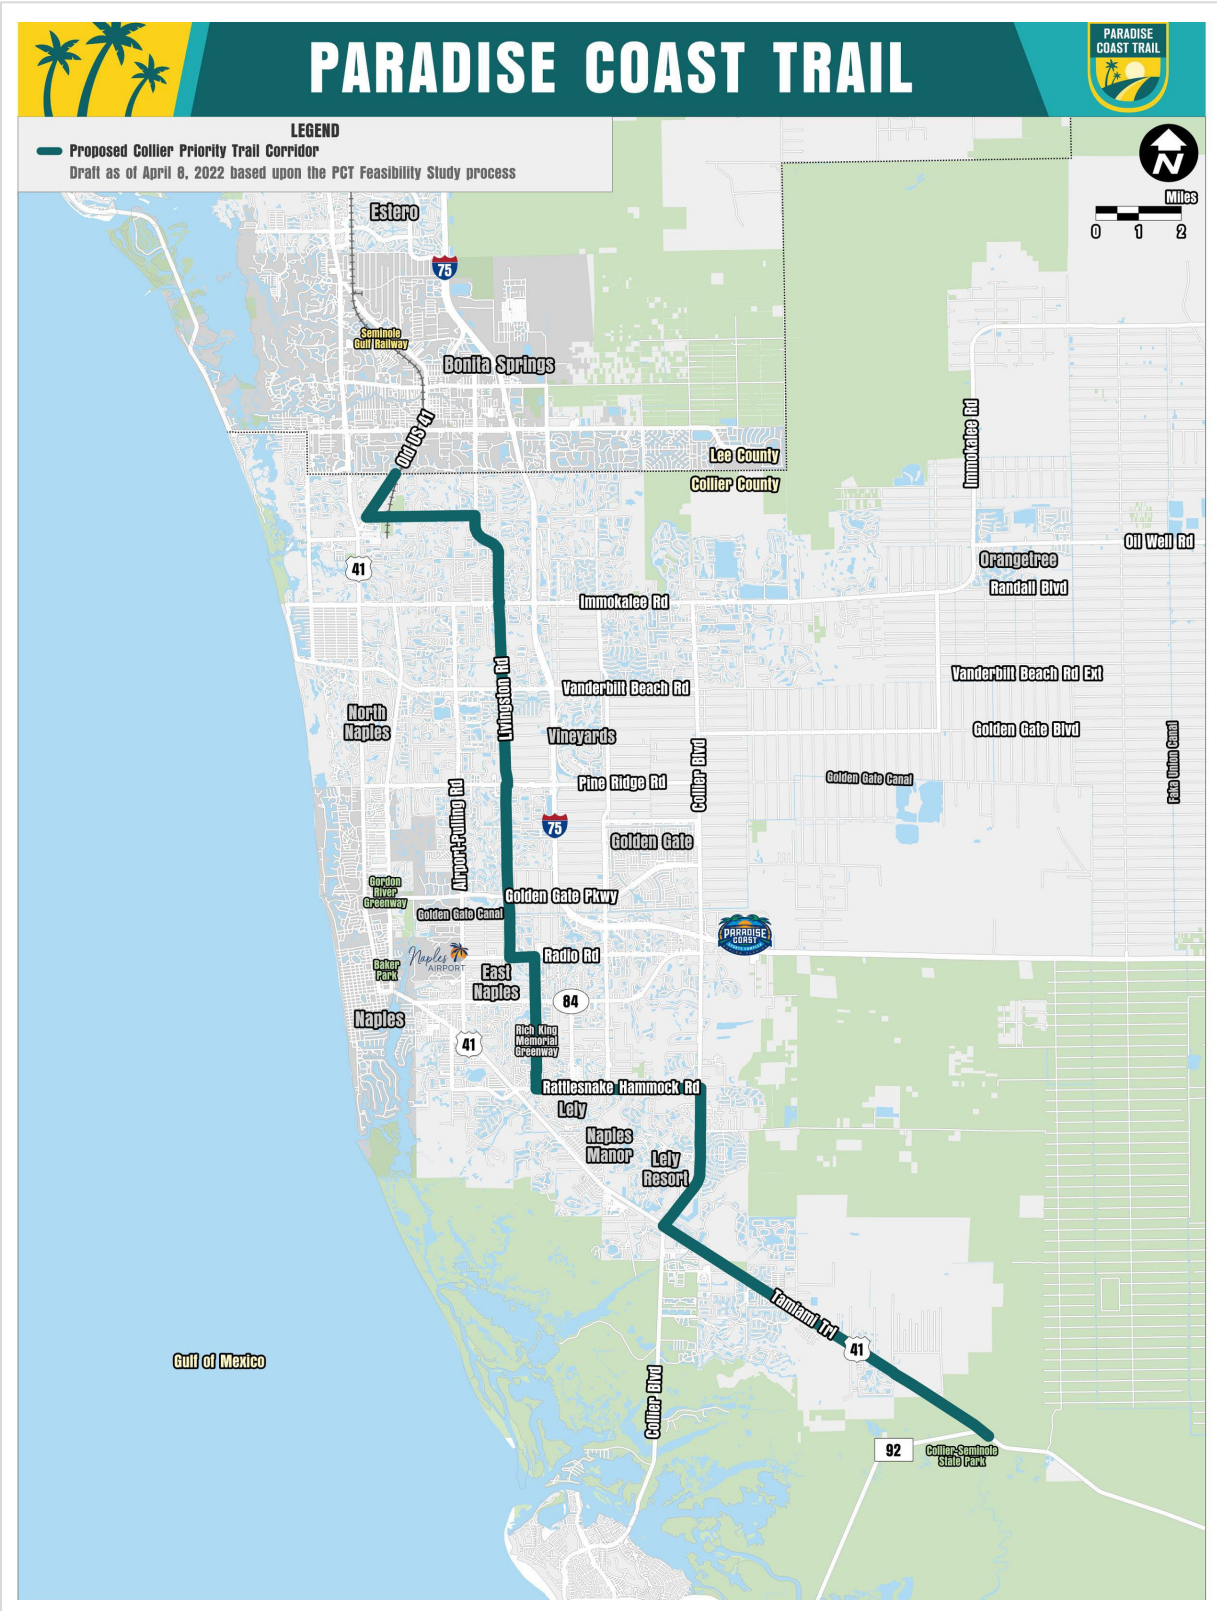 PARADISE COAST TRAIL
PARADISE
COAST TRAIL
LEGEND
Proposed Collier Priority Trail Corridor
Draft as of April 8, 2022 based upon the PCT Feasibility Study process
N
Miles
0 1 2
Estero
75
Seminole
Gulf Railway
Bonita Springs
Old US 41
Immokalee Rd
Lee County
Collier County
41
Oil Well Rd
Orangetree
Randall Blvd
Immokalee Rd
Livingston Rd
Vanderbilt Beach Rd
Vanderbilt Beach Rd Ext
North
Naples
Vineyards
Golden Gate Blvd
Collier Blvd
Faka Union Canal
Pine Ridge Rd
Golden Gate Canal
Airport-Pulling Rd
75
Golden Gate
Gordon
River
Greenway
Golden Gate Pkwy
Golden Gate Canal
PARADISE
COAST
SPORTS COMPLEX
Naples
AIRPORT
Radio Rd
Baker
Park
East
Naples
84
Naples
41
Rich King
Memorial
Greenway
Rattlesnake Hammock Rd
Lely
Naples
Manor
Lely
Resort
Tamiami Trl
41
Gulf of Mexico
Collier Blvd
92
Collier-Seminole
State Park